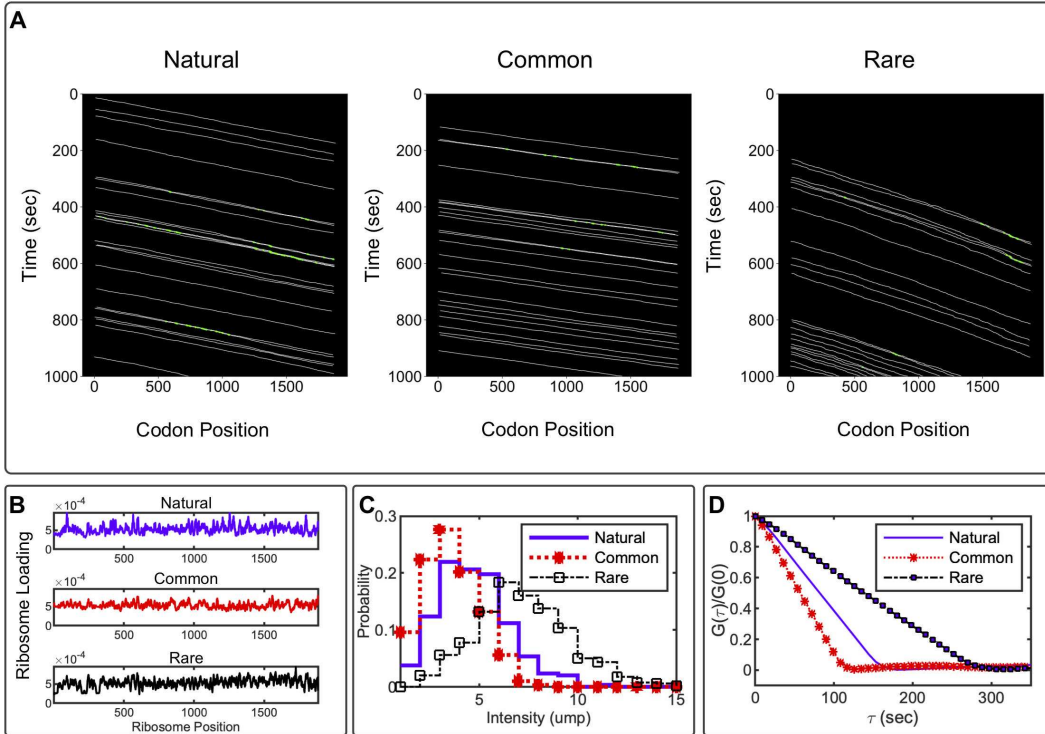 A
Natural
Common
Rare
0
200
400
600
800
1000
Time (sec)
0 500 1000 1500
Codon Position
0
200
400
600
800
1000
Time (sec)
0 500 1000 1500
Codon Position
0
200
400
600
800
1000
Time (sec)
0 500 1000 1500
Codon Position
B
Ribosome Loading
×10⁻⁴
Natural
5
0
500 1000 1500
×10⁻⁴
Common
5
0
500 1000 1500
×10⁻⁴
Rare
5
0
500 1000 1500
Ribosome Position
C
0.3
0.2
0.1
0
Probability
Natural
Common
Rare
5 10 15
Intensity (ump)
D
1
0.8
0.6
0.4
0.2
0
G(τ)/G(0)
Natural
Common
Rare
0 100 200 300
τ (sec)